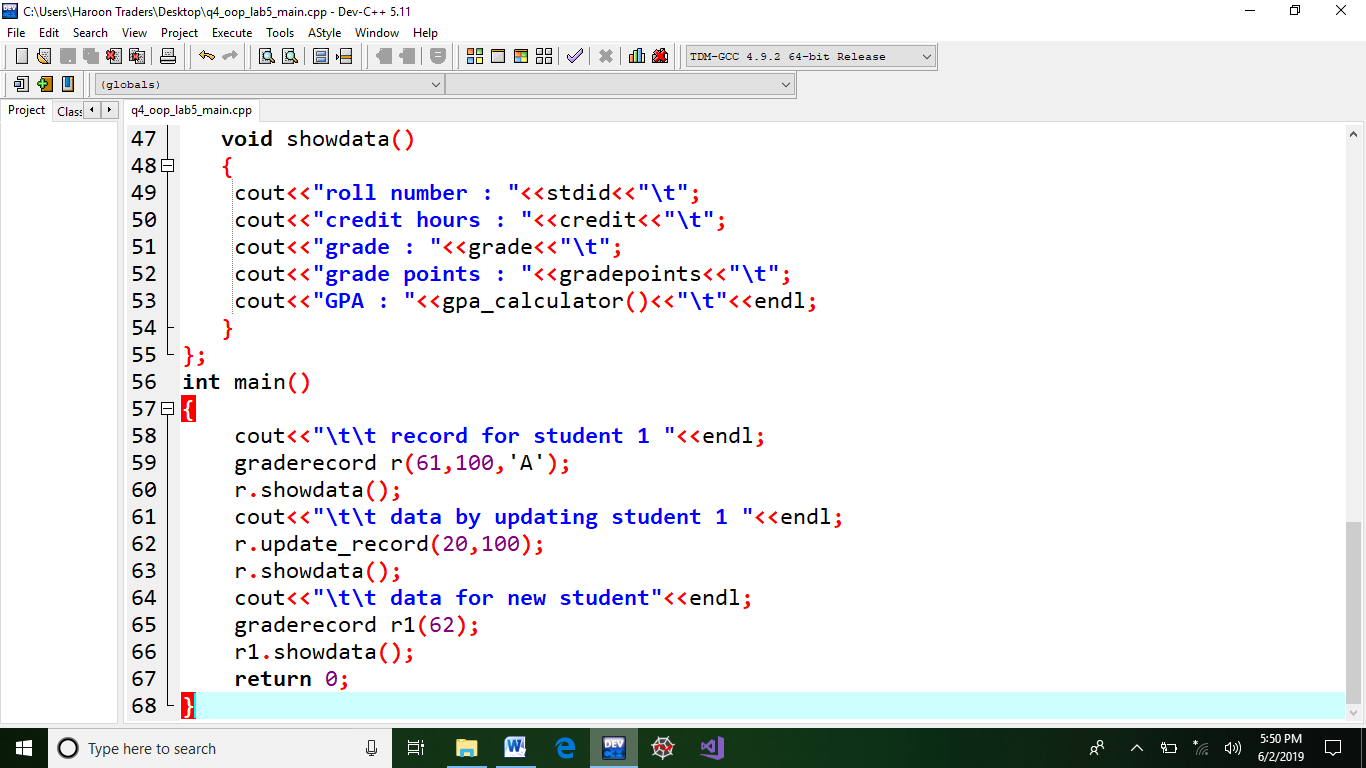 C:\Users\Haroon Traders\Desktop\q4_oop_lab5_main.cpp - Dev-C++ 5.11
File Edit Search View Project Execute Tools AStyle Window Help
TDM-GCC 4.9.2 64-bit Release
(globals)
Project Clas q4_oop_lab5_main.cpp
47 void showdata()
48 {
49 cout<<"roll number : "<<stdid<<"\t";
50 cout<<"credit hours : "<<credit<<"\t";
51 cout<<"grade : "<<grade<<"\t";
52 cout<<"grade points : "<<gradepoints<<"\t";
53 cout<<"GPA : "<<gpa_calculator()<<"\t"<<endl;
54 }
55 };
56 int main()
57 {
58 cout<<"\t\t record for student 1 "<<endl;
59 graderecord r(61,100,'A');
60 r.showdata();
61 cout<<"\t\t data by updating student 1 "<<endl;
62 r.update_record(20,100);
63 r.showdata();
64 cout<<"\t\t data for new student"<<endl;
65 graderecord r1(62);
66 r1.showdata();
67 return 0;
68 }
Type here to search
DEV
5:50 PM
6/2/2019